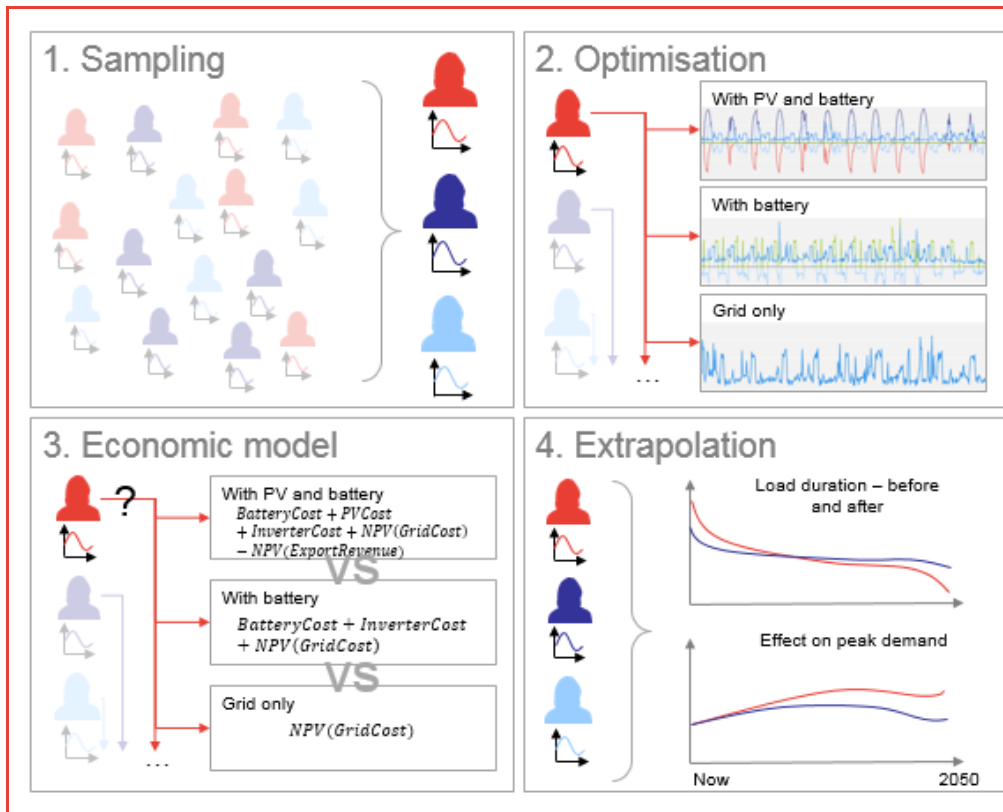 1. Sampling
2. Optimisation
With PV and battery
With battery
Grid only
...
3. Economic model
?
With PV and battery
BatteryCost + PVCost
+ InverterCost + NPV(GridCost)
− NPV(ExportRevenue)
VS
With battery
BatteryCost + InverterCost
+ NPV(GridCost)
VS
Grid only
NPV(GridCost)
...
4. Extrapolation
Load duration – before
and after
Effect on peak demand
Now
2050